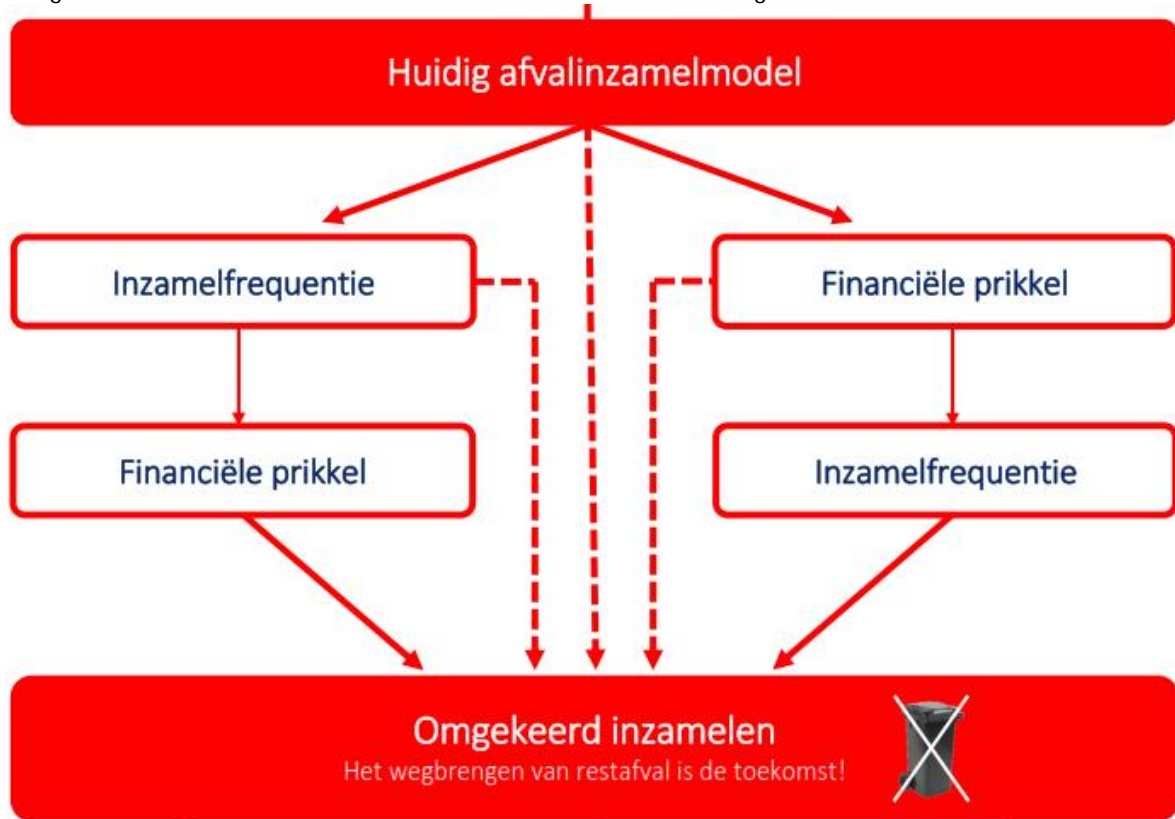 Huidig afvalinzamelmodel
Inzamelfrequentie
Financiële prikkel
Financiële prikkel
Inzamelfrequentie
Omgekeerd inzamelen
Het wegbrengen van restafval is de toekomst!